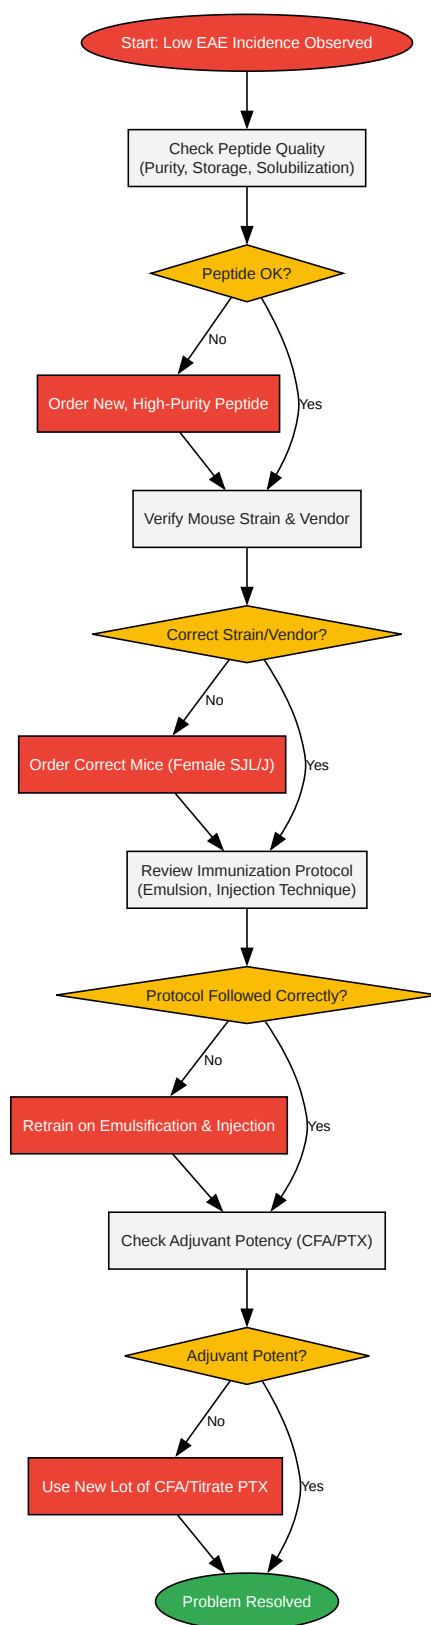 Start: Low EAE Incidence Observed
Check Peptide Quality
(Purity, Storage, Solubilization)
Peptide OK?
No
Order New, High-Purity Peptide
Yes
Verify Mouse Strain & Vendor
Correct Strain/Vendor?
No
Order Correct Mice (Female SJL/J)
Yes
Review Immunization Protocol
(Emulsion, Injection Technique)
Protocol Followed Correctly?
No
Retrain on Emulsification & Injection
Yes
Check Adjuvant Potency (CFA/PTX)
Adjuvant Potent?
No
Use New Lot of CFA/Titrate PTX
Yes
Problem Resolved